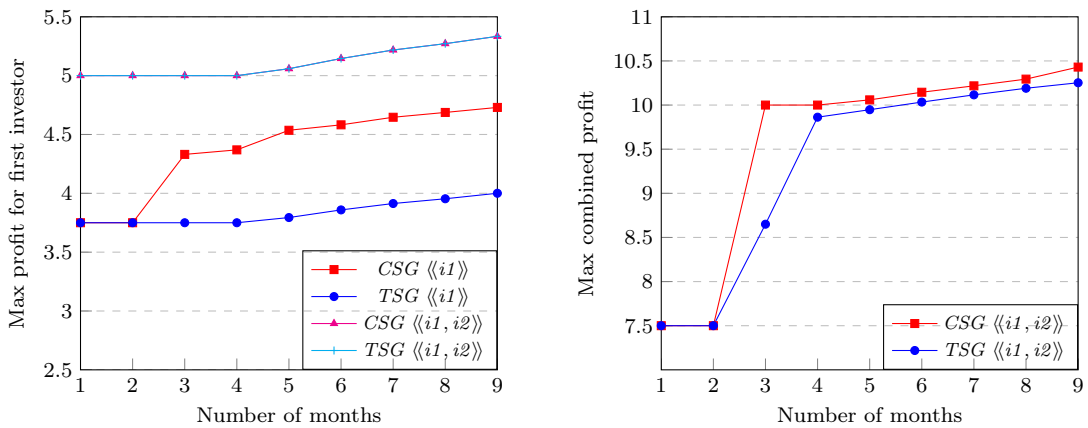 5.5
5
4.5
4
3.5
3
2.5
1 2 3 4 5 6 7 8 9
Max profit for first investor
Number of months
CSG ⟪i1⟫
TSG ⟪i1⟫
CSG ⟪i1, i2⟫
TSG ⟪i1, i2⟫
11
10.5
10
9.5
9
8.5
8
7.5
1 2 3 4 5 6 7 8 9
Max combined profit
Number of months
CSG ⟪i1, i2⟫
TSG ⟪i1, i2⟫